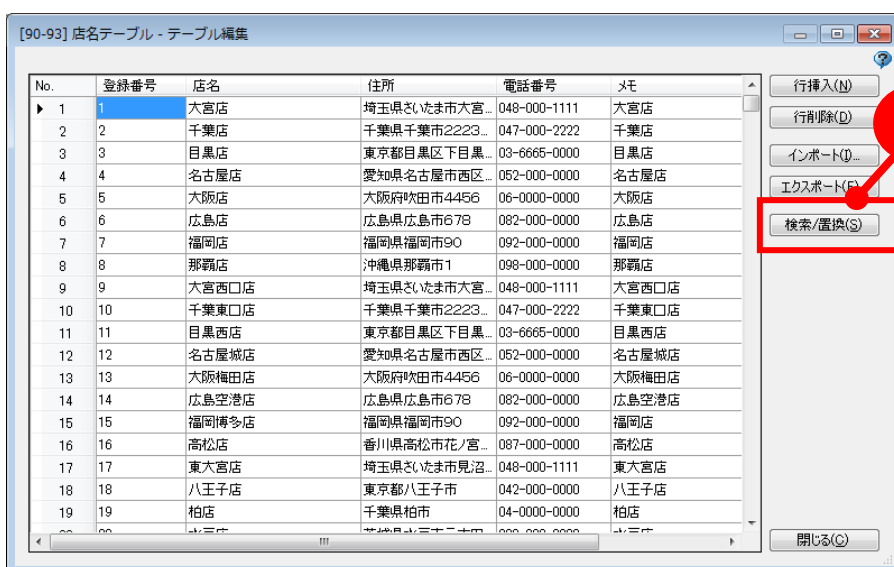 [90-93] 店名テーブル - テーブル編集
No. 登録番号 店名 住所 電話番号 メモ
1 1 大宮店 埼玉県さいたま市大宮... 048-000-1111 大宮店
2 2 千葉店 千葉県千葉市2223... 047-000-2222 千葉店
3 3 目黒店 東京都目黒区下目黒... 03-6665-0000 目黒店
4 4 名古屋店 愛知県名古屋市西区... 052-000-0000 名古屋店
5 5 大阪店 大阪府吹田市4456 06-0000-0000 大阪店
6 6 広島店 広島県広島市678 082-000-0000 広島店
7 7 福岡店 福岡県福岡市90 092-000-0000 福岡店
8 8 那覇店 沖縄県那覇市1 098-000-0000 那覇店
9 9 大宮西口店 埼玉県さいたま市大宮... 048-000-1111 大宮西口店
10 10 千葉東口店 千葉県千葉市2223... 047-000-2222 千葉東口店
11 11 目黒西店 東京都目黒区下目黒... 03-6665-0000 目黒西店
12 12 名古屋城店 愛知県名古屋市西区... 052-000-0000 名古屋城店
13 13 大阪梅田店 大阪府吹田市4456 06-0000-0000 大阪梅田店
14 14 広島空港店 広島県広島市678 082-000-0000 広島空港店
15 15 福岡博多店 福岡県福岡市90 092-000-0000 福岡店
16 16 高松店 香川県高松市花ノ宮... 087-000-0000 高松店
17 17 東大宮店 埼玉県さいたま市見沼... 048-000-1111 東大宮店
18 18 八王子店 東京都八王子市 042-000-0000 八王子店
19 19 柏店 千葉県柏市 04-0000-0000 柏店
行挿入(N)
行削除(D)
インポート(I)...
エクスポート(E)
検索/置換(S)
閉じる(C)